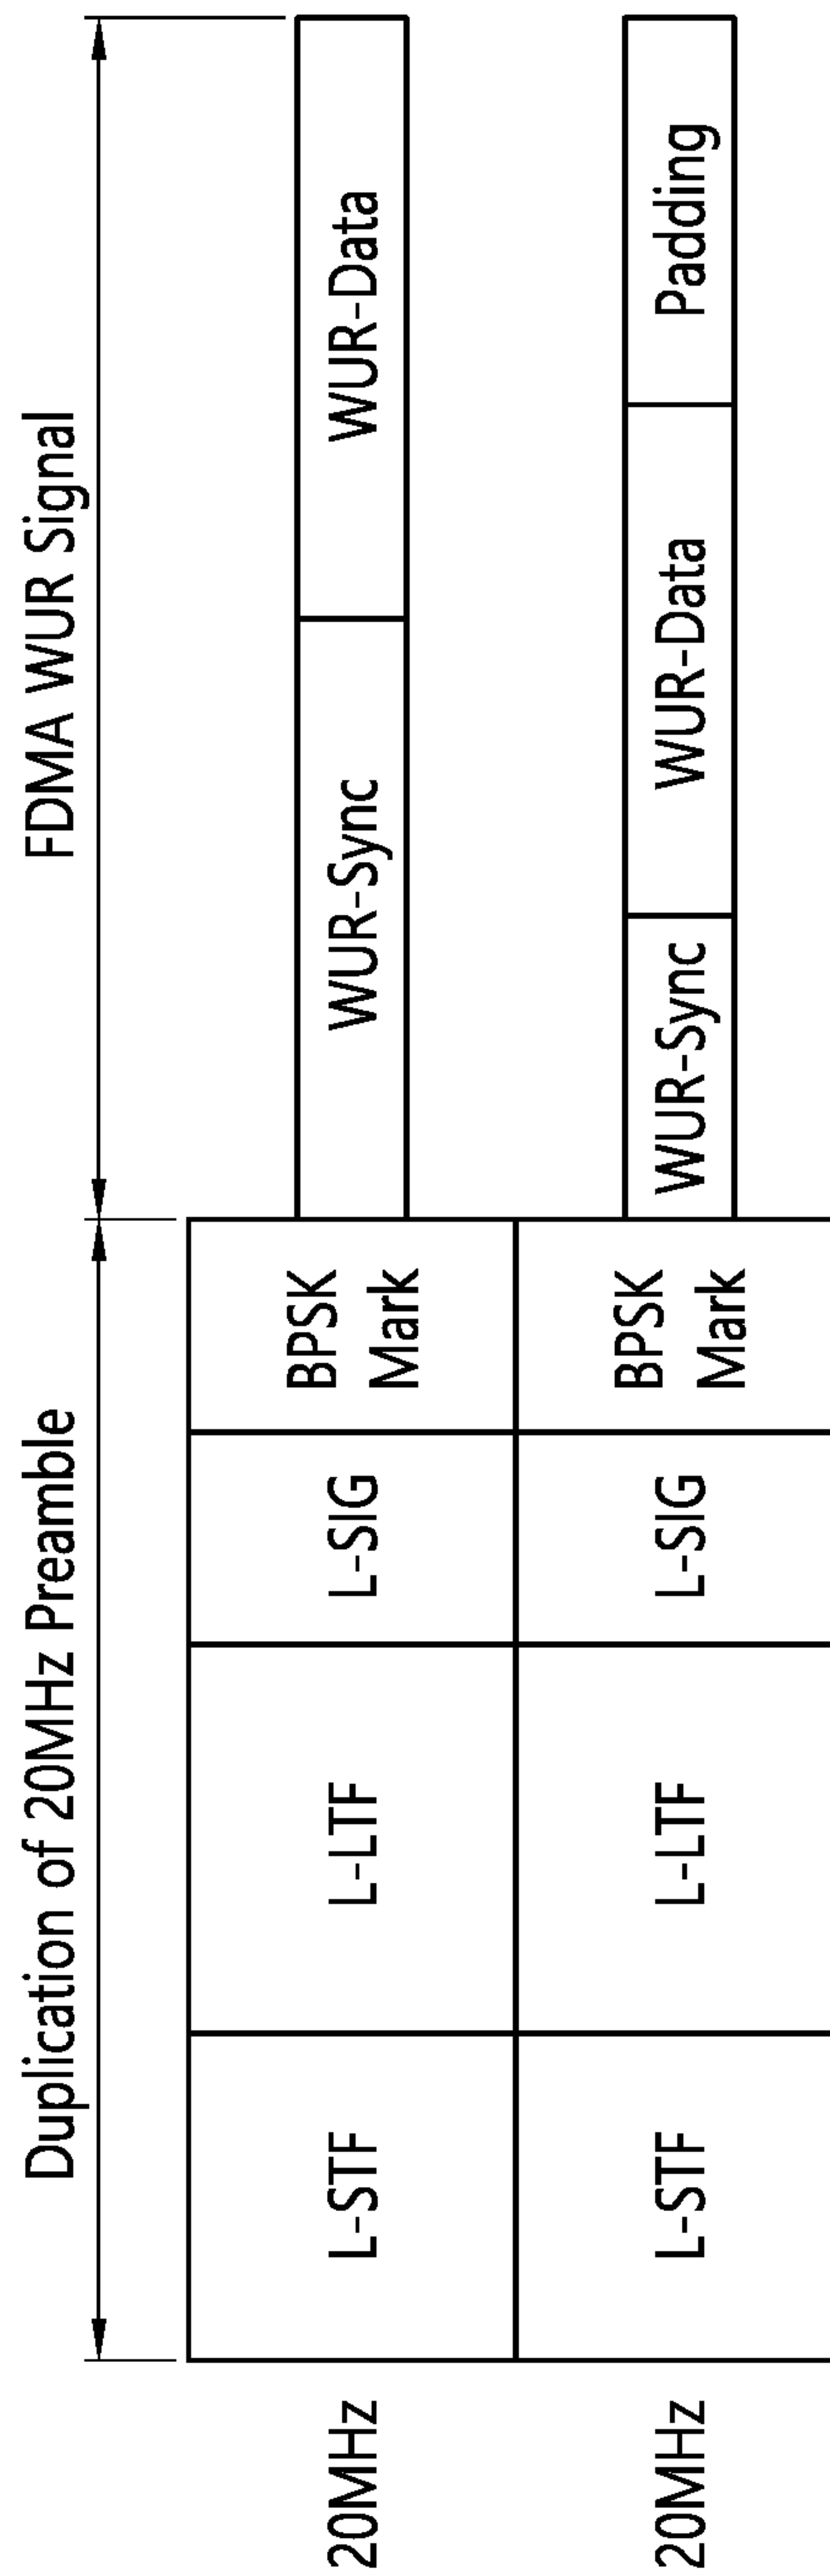 Duplication of 20MHz Preamble
FDMA WUR Signal
20MHz
L-STF
L-LTF
L-SIG
BPSK
Mark
WUR-Sync
WUR-Data
20MHz
L-STF
L-LTF
L-SIG
BPSK
Mark
WUR-Sync
WUR-Data
Padding